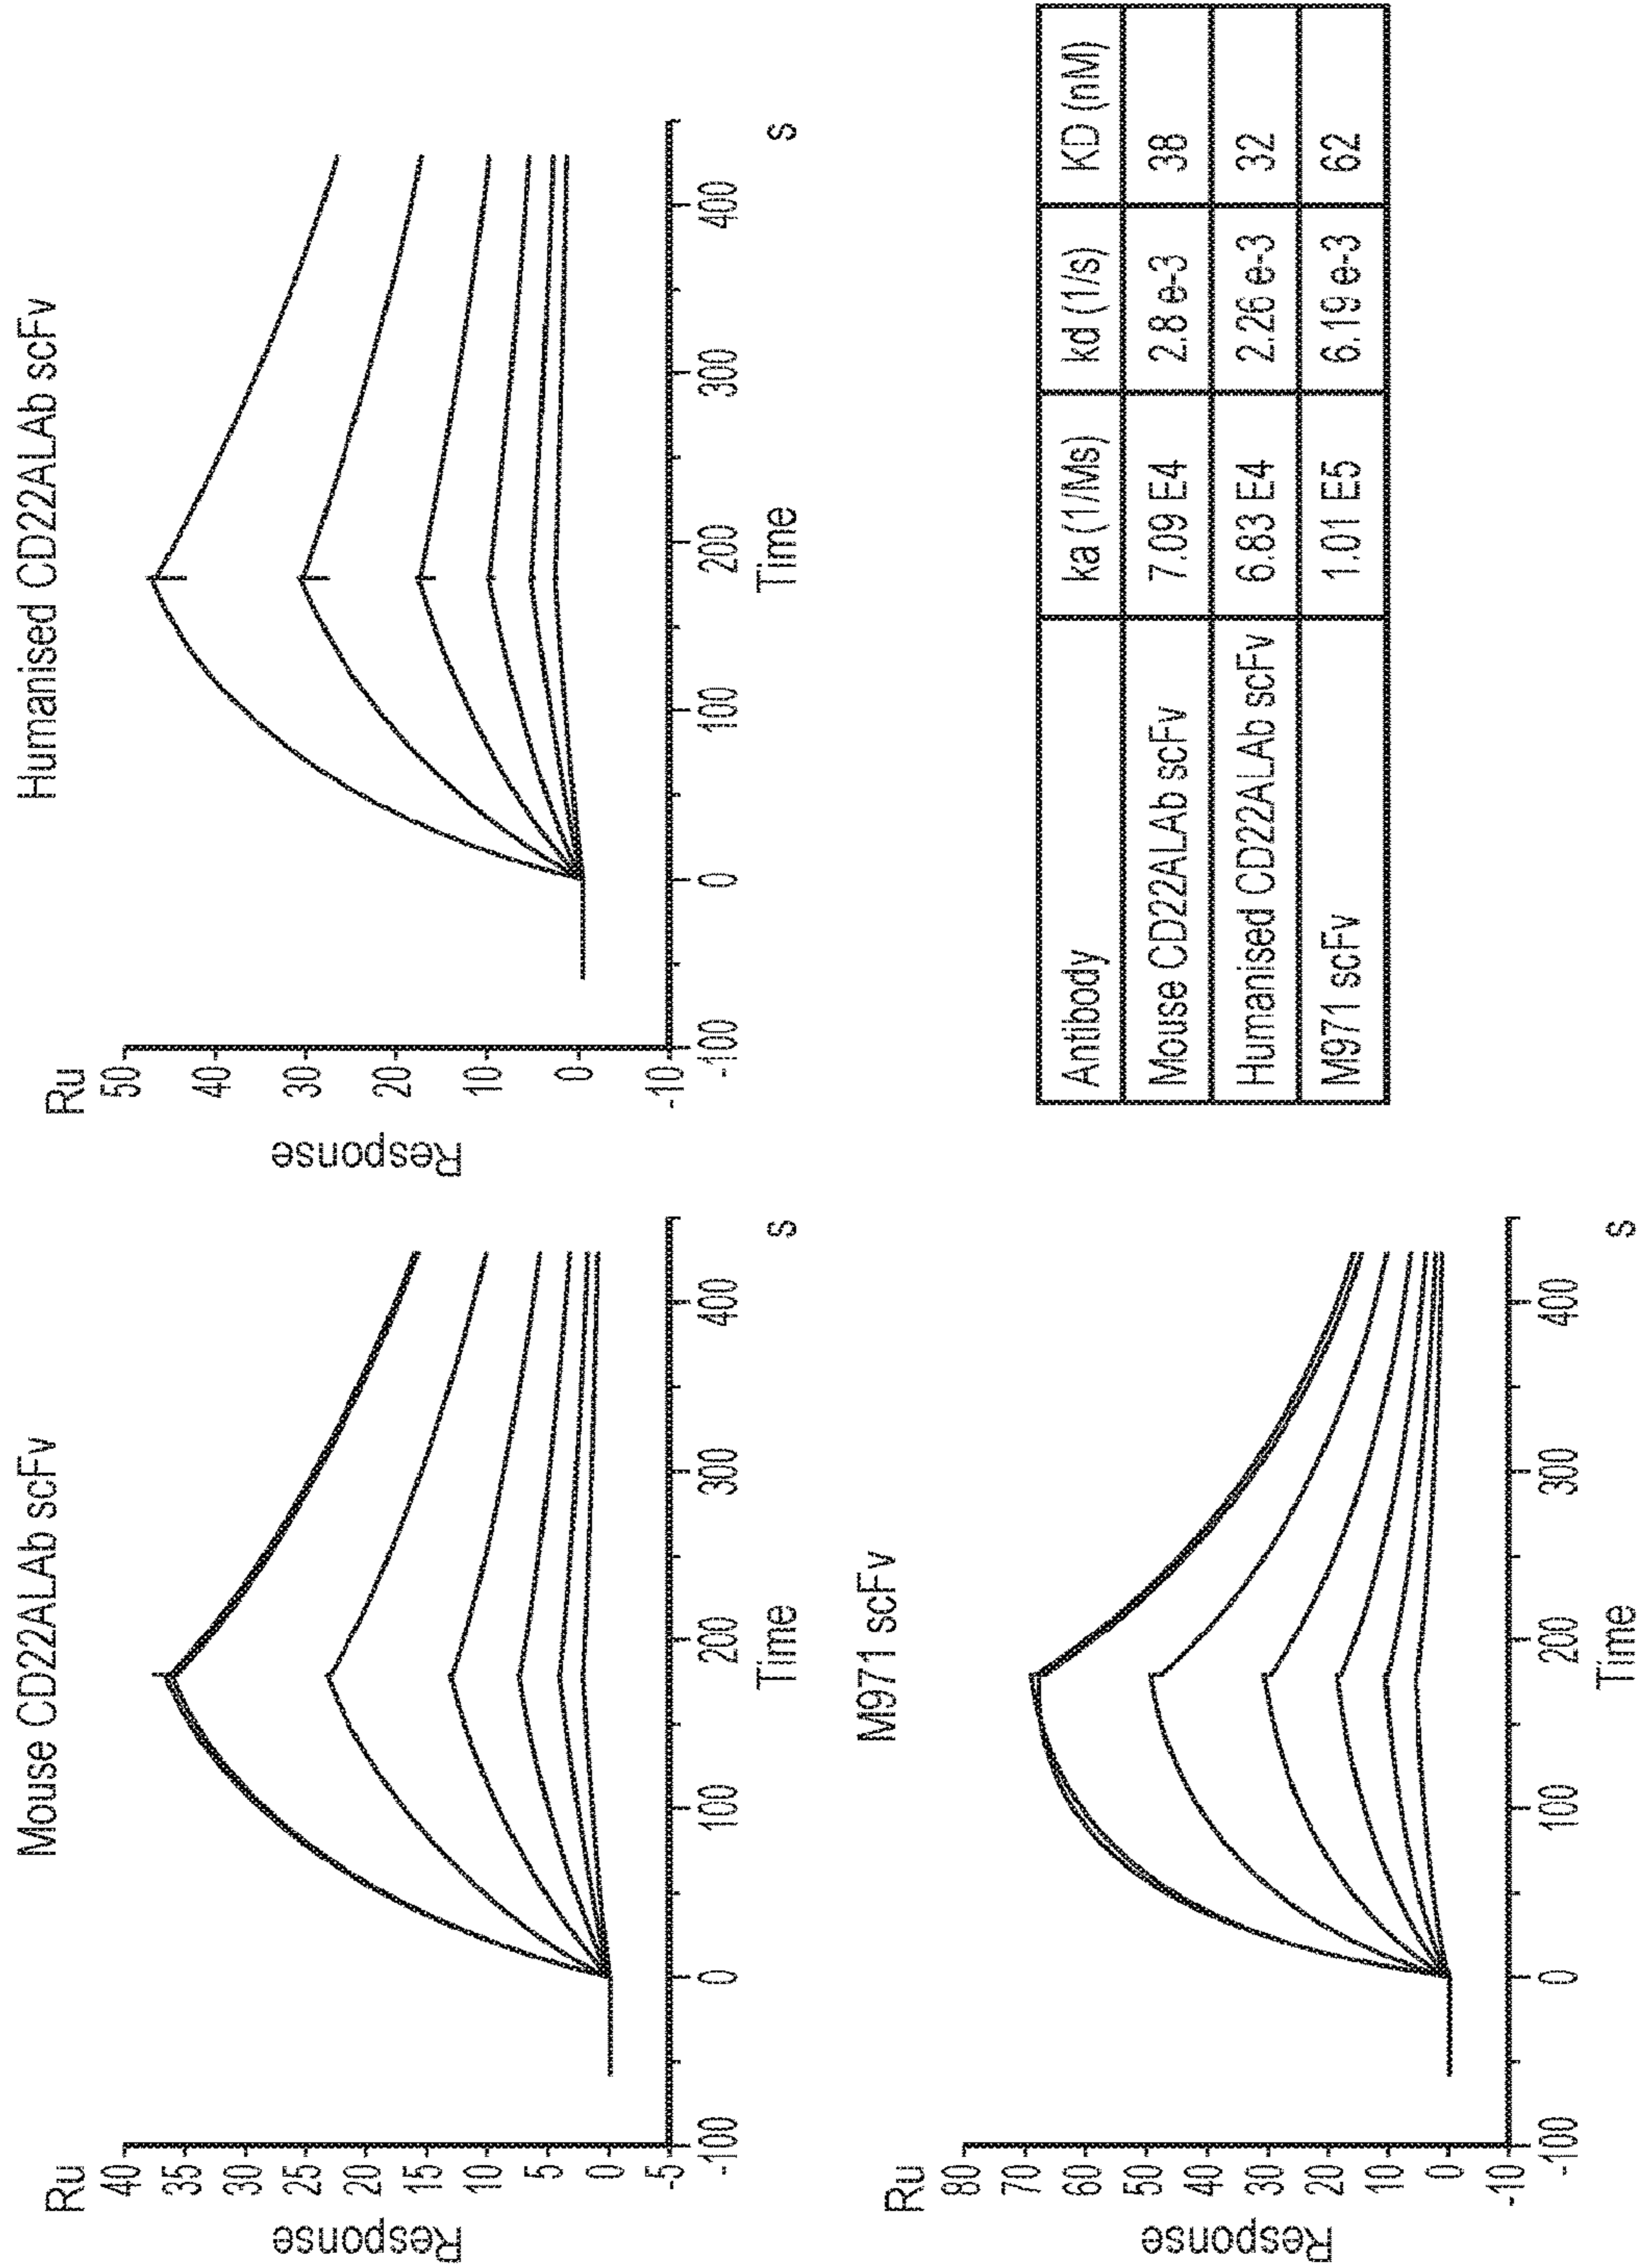 Mouse CD22ALAb scFv
Ru
40
35
30
25
20
15
10
5
0
-5
Response
-100
0
100
200
300
400
Time
s
Humanised CD22ALAb scFv
Ru
50
40
30
20
10
0
-10
Response
-100
0
100
200
300
400
Time
s
M971 scFv
Ru
80
70
60
50
40
30
20
10
0
-10
Response
-100
0
100
200
300
400
Time
s
Antibody ka (1/Ms) kd (1/s) KD (nM)
Mouse CD22ALAb scFv 7.09 E4 2.8 e-3 38
Humanised CD22ALAb scFv 6.83 E4 2.26 e-3 32
M971 scFv 1.01 E5 6.19 e-3 62